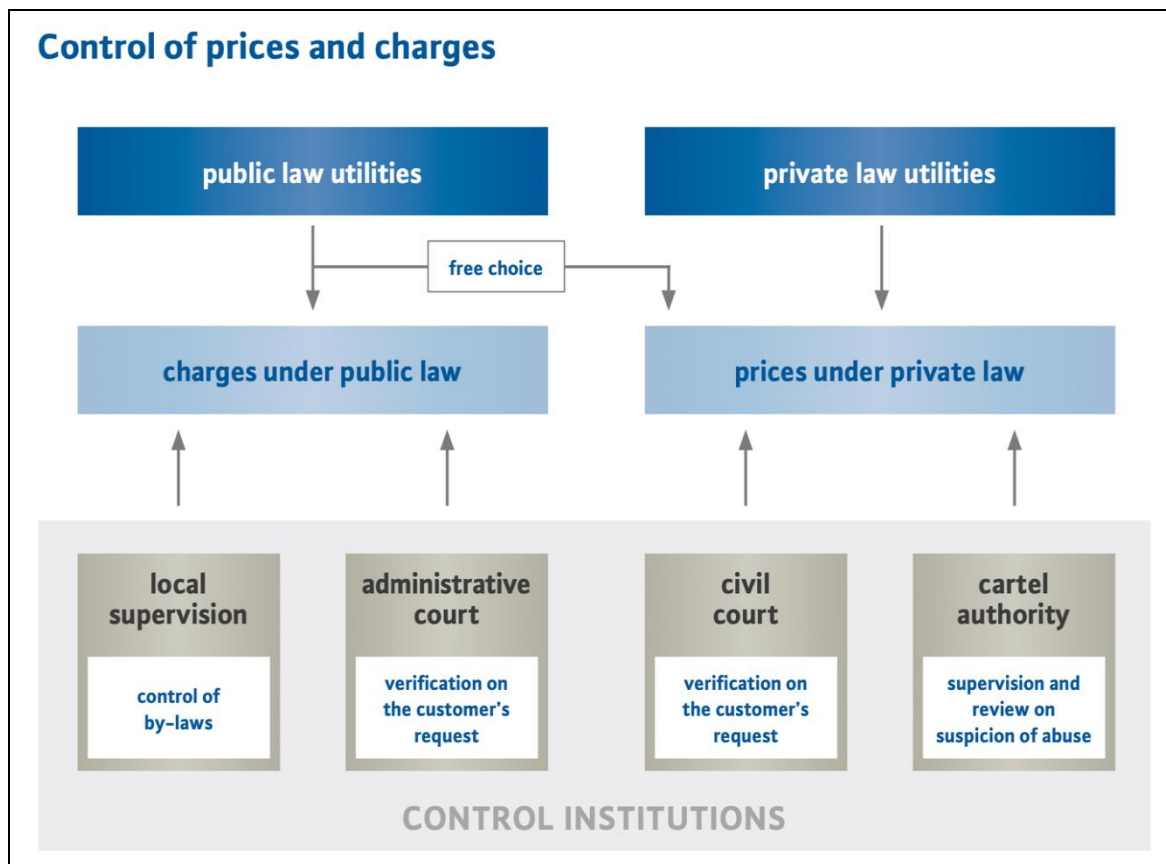 Control of prices and charges
public law utilities
private law utilities
free choice
charges under public law
prices under private law
local
supervision
control of
by-laws
administrative
court
verification on
the customer's
request
civil
court
verification on
the customer's
request
cartel
authority
supervision and
review on
suspicion of abuse
CONTROL INSTITUTIONS